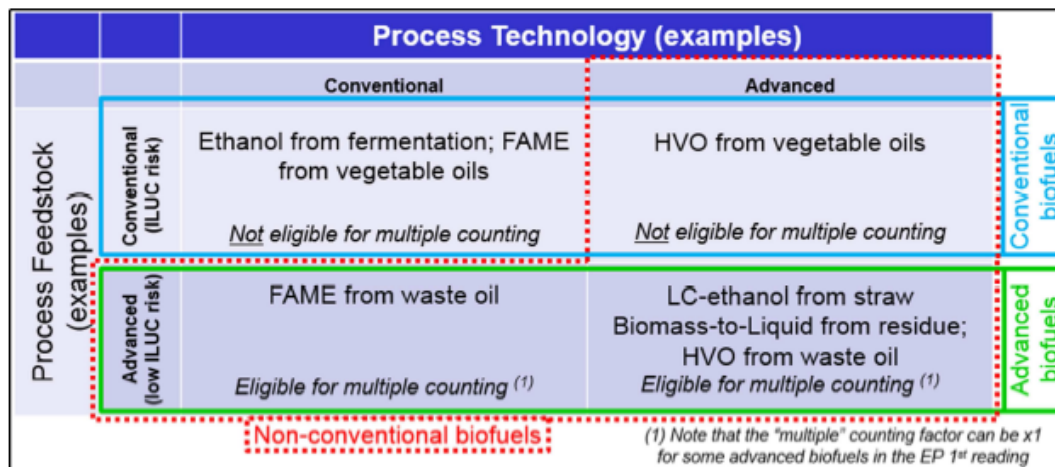 Process Technology (examples)
Conventional
Advanced
Process Feedstock
(examples)
Conventional
(ILUC risk)
Ethanol from fermentation; FAME
from vegetable oils
Not eligible for multiple counting
HVO from vegetable oils
Not eligible for multiple counting
Conventional
biofuels
Advanced
(low ILUC risk)
FAME from waste oil
Eligible for multiple counting (1)
LC-ethanol from straw
Biomass-to-Liquid from residue;
HVO from waste oil
Eligible for multiple counting (1)
Advanced
biofuels
Non-conventional biofuels
(1) Note that the "multiple" counting factor can be x1
for some advanced biofuels in the EP 1st reading